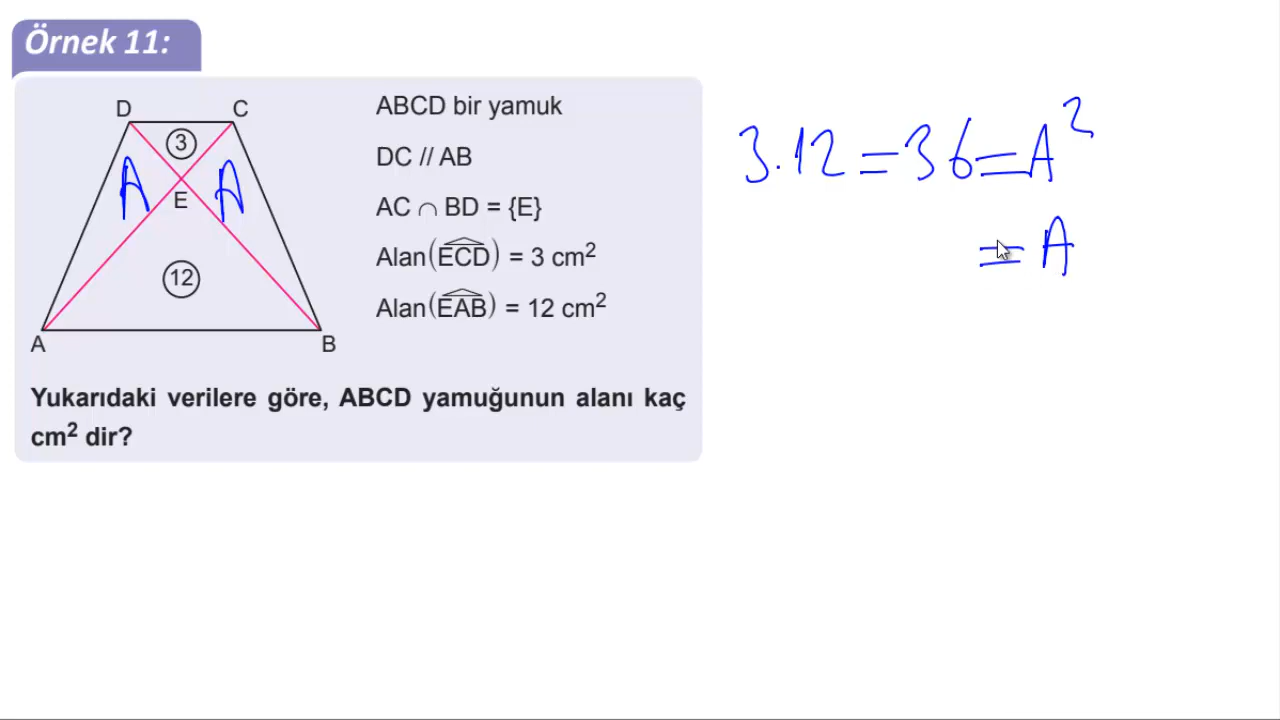 Örnek 11:
D
C
3
A
A
E
12
A
B
ABCD bir yamuk
DC // AB
AC ∩ BD = {E}
Alan(ECD) = 3 cm²
Alan(EAB) = 12 cm²
Yukarıdaki verilere göre, ABCD yamuğunun alanı kaç
cm² dir?
3.12=36=A²
=A